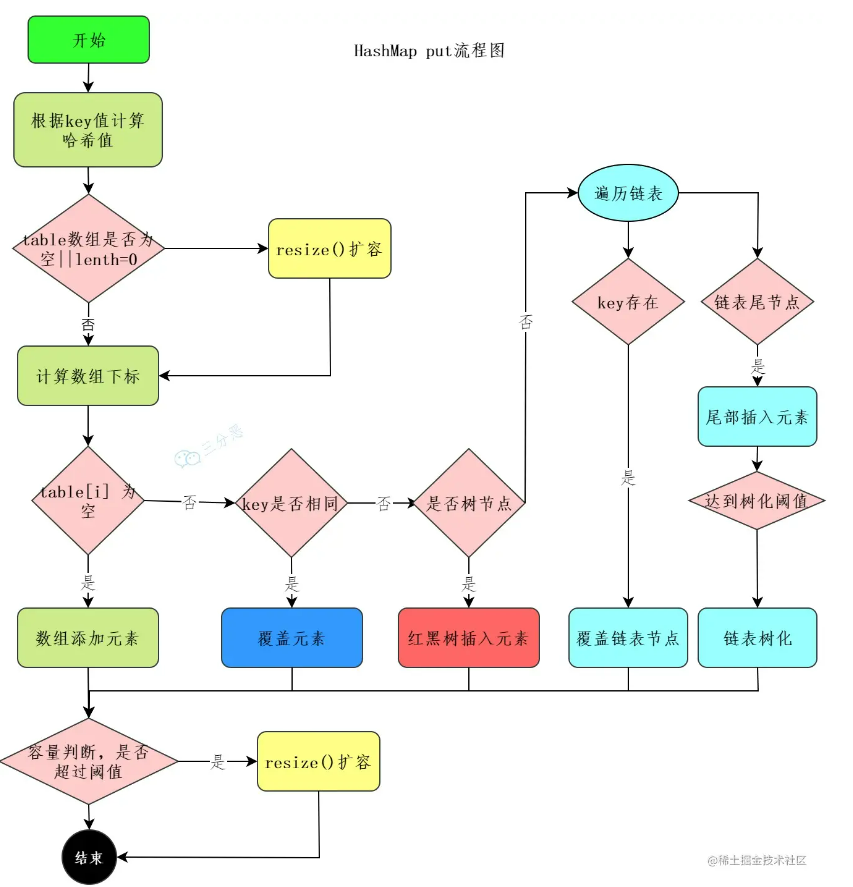 HashMap put流程图
开始
根据key值计算
哈希值
table数组是否为
空||lenth=0
resize()扩容
否
计算数组下标
遍历链表
key存在
链表尾节点
否
是
尾部插入元素
三分恶
table[i] 为
空
否
key是否相同
否
是否树节点
是
达到树化阈值
是
是
是
数组添加元素
覆盖元素
红黑树插入元素
覆盖链表节点
链表树化
容量判断，是否
超过阈值
是
resize()扩容
结束
@稀土掘金技术社区